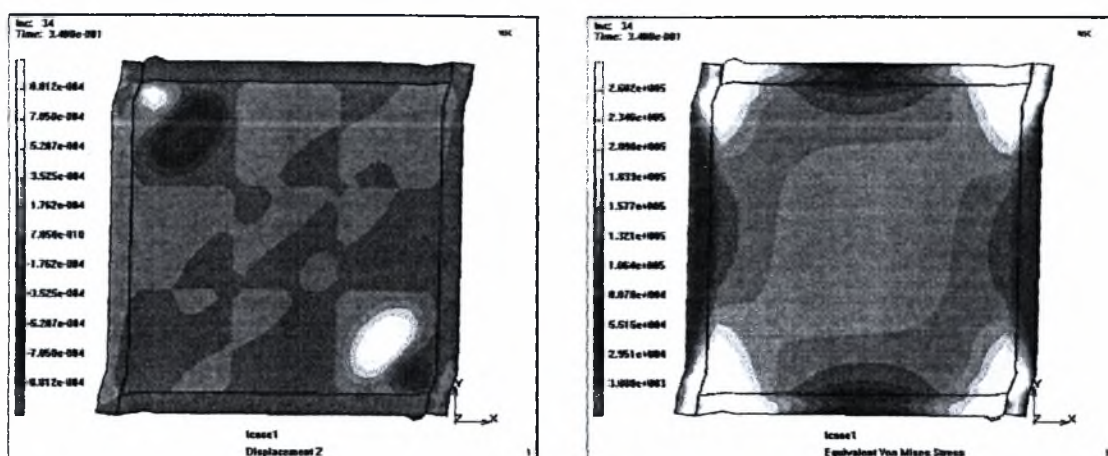 Inc: 34
Time: 3.400e-001
MSC
8.812e-004
7.050e-004
5.287e-004
3.525e-004
1.762e-004
7.050e-010
-1.762e-004
-3.525e-004
-5.287e-004
-7.050e-004
-8.812e-004
Y
Z X
lcase1
Displacement Z
1
Inc: 34
Time: 3.400e-001
MSC
2.602e+005
2.346e+005
2.090e+005
1.833e+005
1.577e+005
1.321e+005
1.064e+005
8.078e+004
5.515e+004
2.951e+004
Y
Z X
lcase1
Equivalent Von Mises Stress